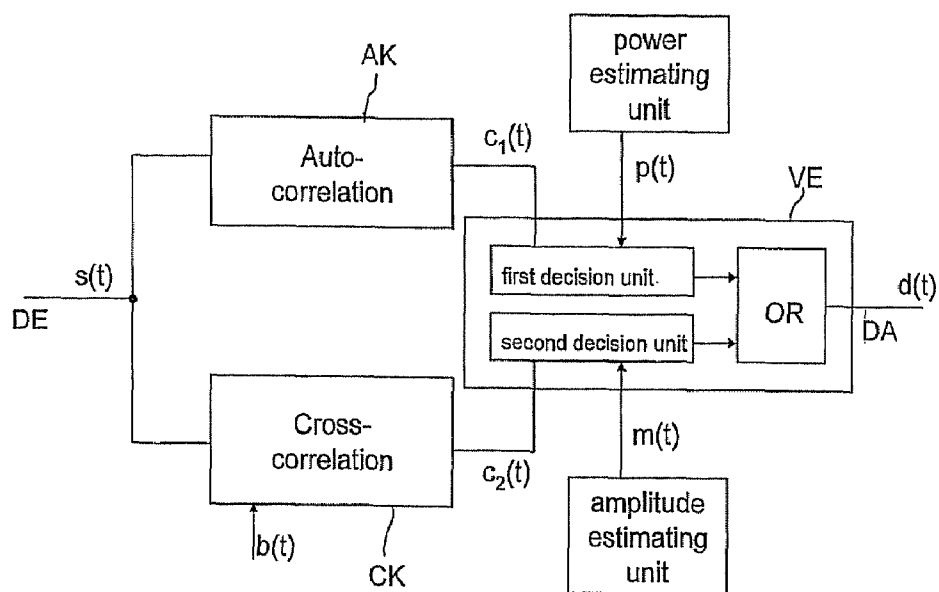 power
estimating
unit
AK
Auto-
correlation
c₁(t)
p(t)
VE
s(t)
DE
first decision unit.
second decision unit
OR
d(t)
DA
Cross-
correlation
c₂(t)
m(t)
b(t)
CK
amplitude
estimating
unit